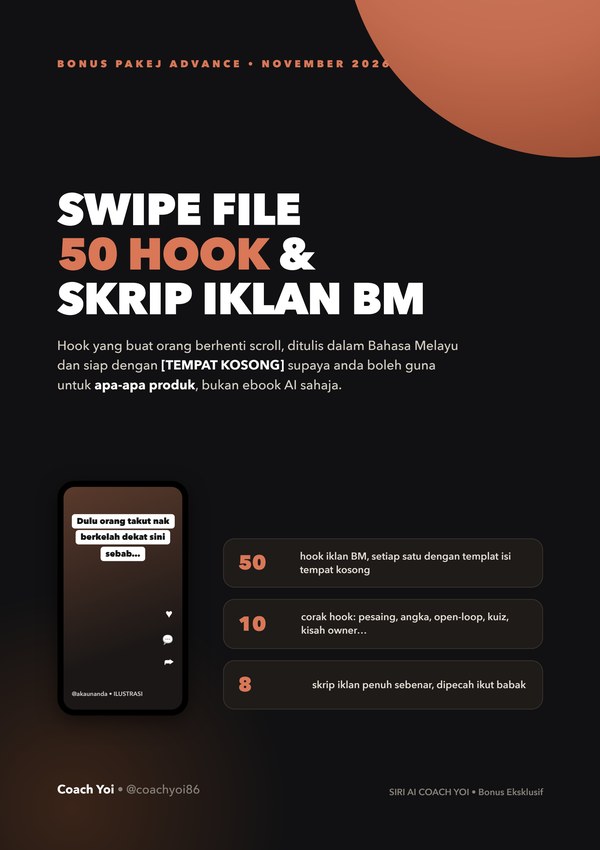 BONUS PAKEJ ADVANCE • NOVEMBER 2026
SWIPE FILE
50 HOOK &
SKRIP IKLAN BM
Hook yang buat orang berhenti scroll, ditulis dalam Bahasa Melayu
dan siap dengan [TEMPAT KOSONG] supaya anda boleh guna
untuk apa-apa produk, bukan ebook AI sahaja.
Dulu orang takut nak
berkelah dekat sini
sebab...
@akaunanda • ILUSTRASI
50
hook iklan BM, setiap satu dengan templat isi
tempat kosong
10
corak hook: pesaing, angka, open-loop, kuiz,
kisah owner...
8
skrip iklan penuh sebenar, dipecah ikut babak
Coach Yoi • @coachyoi86
SIRI AI COACH YOI • Bonus Eksklusif